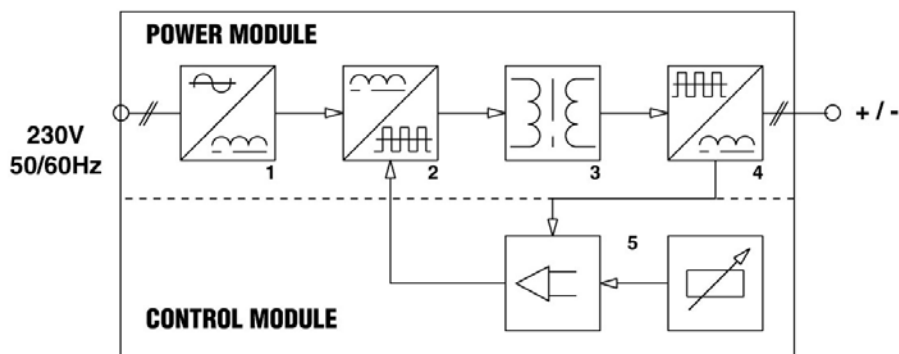 POWER MODULE
230V
50/60Hz
1
2
3
4
+ / -
5
CONTROL MODULE